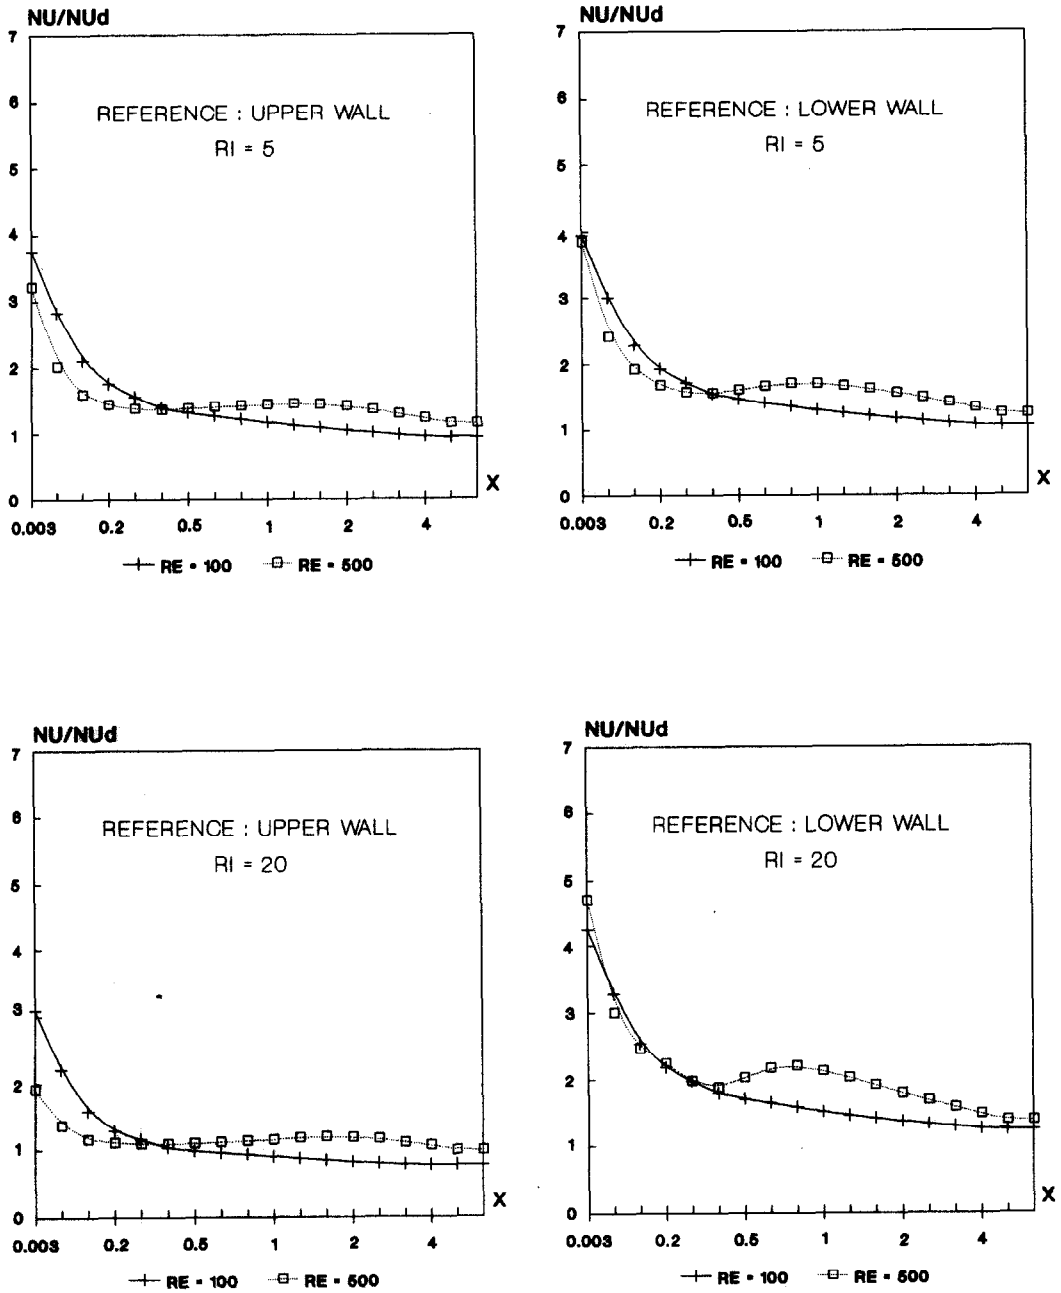 NU/NUd
7
REFERENCE : UPPER WALL
RI = 5
6
5
4
3
2
1
0
X
0.003 0.2 0.5 1 2 4
RE = 100 RE = 500
NU/NUd
7
REFERENCE : LOWER WALL
RI = 5
6
5
4
3
2
1
0
X
0.003 0.2 0.5 1 2 4
RE = 100 RE = 500
NU/NUd
7
REFERENCE : UPPER WALL
RI = 20
6
5
4
3
2
1
0
X
0.003 0.2 0.5 1 2 4
RE = 100 RE = 500
NU/NUd
7
REFERENCE : LOWER WALL
RI = 20
6
5
4
3
2
1
0
X
0.003 0.2 0.5 1 2 4
RE = 100 RE = 500